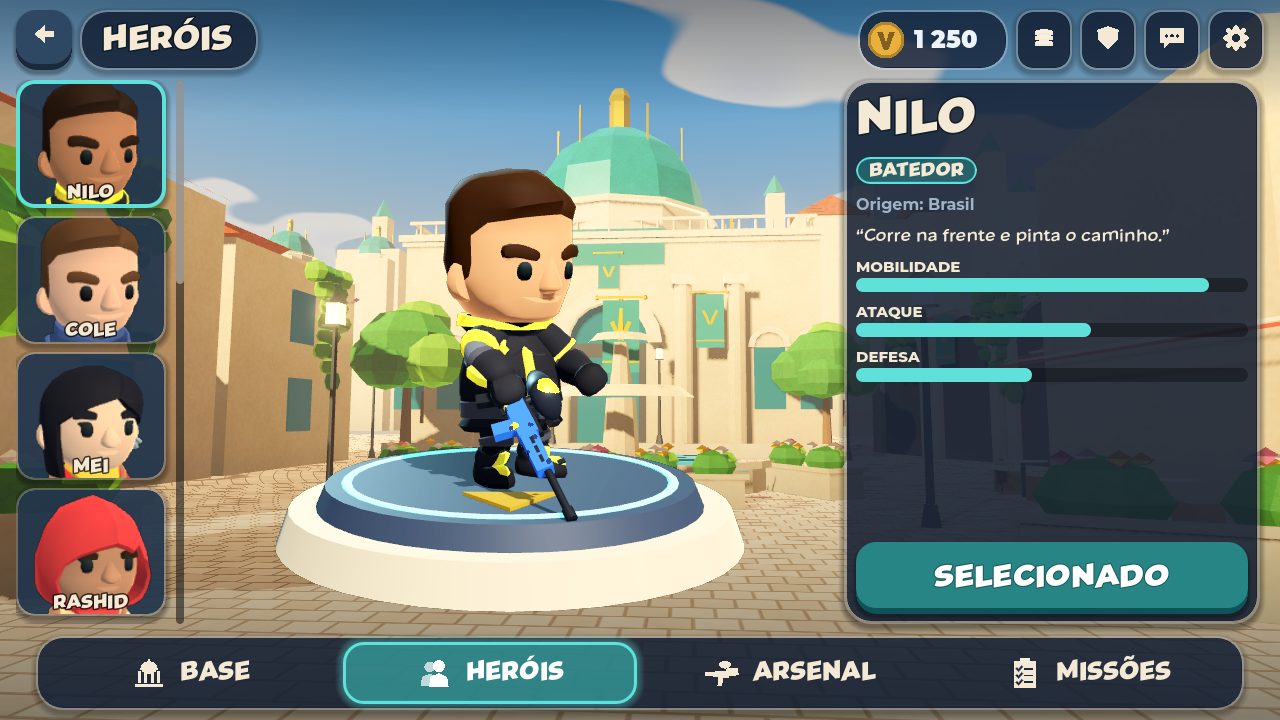 HERÓIS
V 1 250
NILO
COLE
MEI
RASHID
V
V
NILO
BATEDOR
Origem: Brasil
“Corre na frente e pinta o caminho.”
MOBILIDADE
ATAQUE
DEFESA
SELECIONADO
BASE
HERÓIS
ARSENAL
MISSÕES